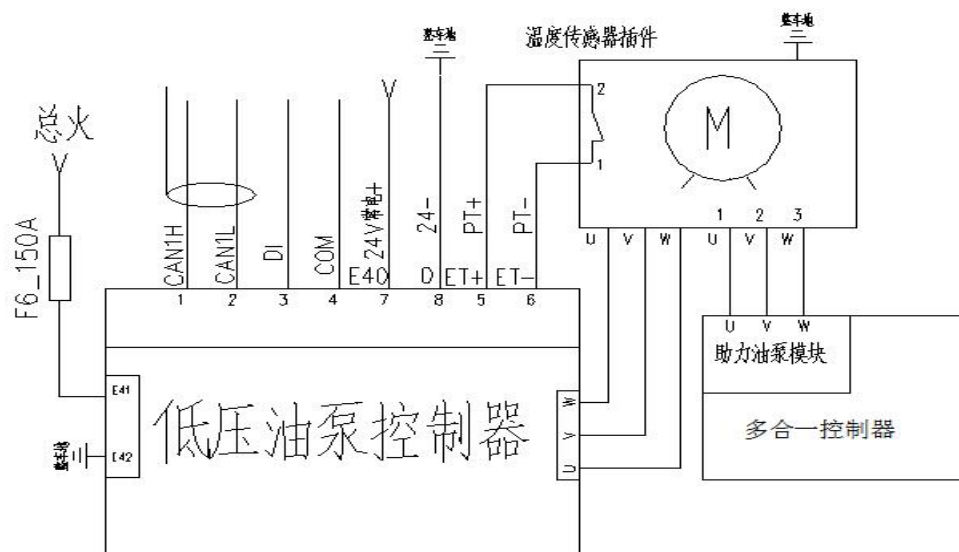 整车地
温度传感器插件
整车地
总火
F6_150A
CAN1H
CAN1L
DI
COM
24V常电+
24-
PT+
PT-
E40
D
ET+
ET-
1
2
3
4
7
8
5
6
2
1
M
1 2 3
U V W U V W
U V W
助力油泵模块
多合一控制器
E41
E42
整车地
低压油泵控制器
W
V
U